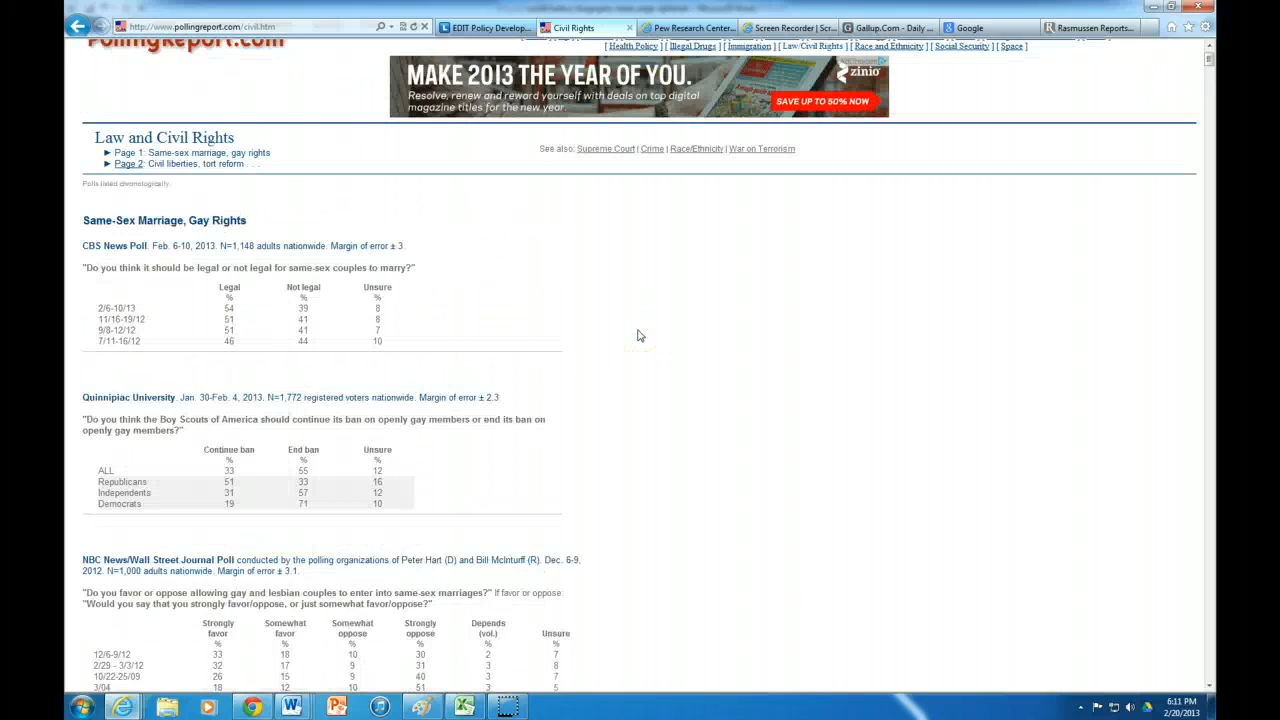 http://www.pollingreport.com/civil.htm
EDIT Policy Develop...
Civil Rights
Pew Research Center...
Screen Recorder | Scr...
Gallup.Com - Daily ...
Google
Rasmussen Reports...
PollingReport.com
[ Health Policy ] [ Illegal Drugs ] [ Immigration ] [ Law/Civil Rights ] [ Race and Ethnicity ] [ Social Security ] [ Space ]
MAKE 2013 THE YEAR OF YOU.
Resolve, renew and reward yourself with deals on top digital
magazine titles for the new year.
AdChoices
zinio
SAVE UP TO 50% NOW
Law and Civil Rights
► Page 1: Same-sex marriage, gay rights
► Page 2: Civil liberties, tort reform . . .
See also: Supreme Court | Crime | Race/Ethnicity | War on Terrorism
Polls listed chronologically.
Same-Sex Marriage, Gay Rights
CBS News Poll. Feb. 6-10, 2013. N=1,148 adults nationwide. Margin of error ± 3.
"Do you think it should be legal or not legal for same-sex couples to marry?"
Legal Not legal Unsure
% % %
2/6-10/13 54 39 8
11/16-19/12 51 41 8
9/8-12/12 51 41 7
7/11-16/12 46 44 10
Quinnipiac University. Jan. 30-Feb. 4, 2013. N=1,772 registered voters nationwide. Margin of error ± 2.3.
"Do you think the Boy Scouts of America should continue its ban on openly gay members or end its ban on
openly gay members?"
Continue ban End ban Unsure
% % %
ALL 33 55 12
Republicans 51 33 16
Independents 31 57 12
Democrats 19 71 10
NBC News/Wall Street Journal Poll conducted by the polling organizations of Peter Hart (D) and Bill McInturff (R). Dec. 6-9,
2012. N=1,000 adults nationwide. Margin of error ± 3.1.
"Do you favor or oppose allowing gay and lesbian couples to enter into same-sex marriages?" If favor or oppose:
"Would you say that you strongly favor/oppose, or just somewhat favor/oppose?"
Strongly Somewhat Somewhat Strongly Depends
favor favor oppose oppose (vol.) Unsure
% % % % % %
12/6-9/12 33 18 10 30 2 7
2/29 - 3/3/12 32 17 9 31 3 8
10/22-25/09 26 15 9 40 3 7
3/04 18 12 10 51 3 5
6:11 PM
2/20/2013